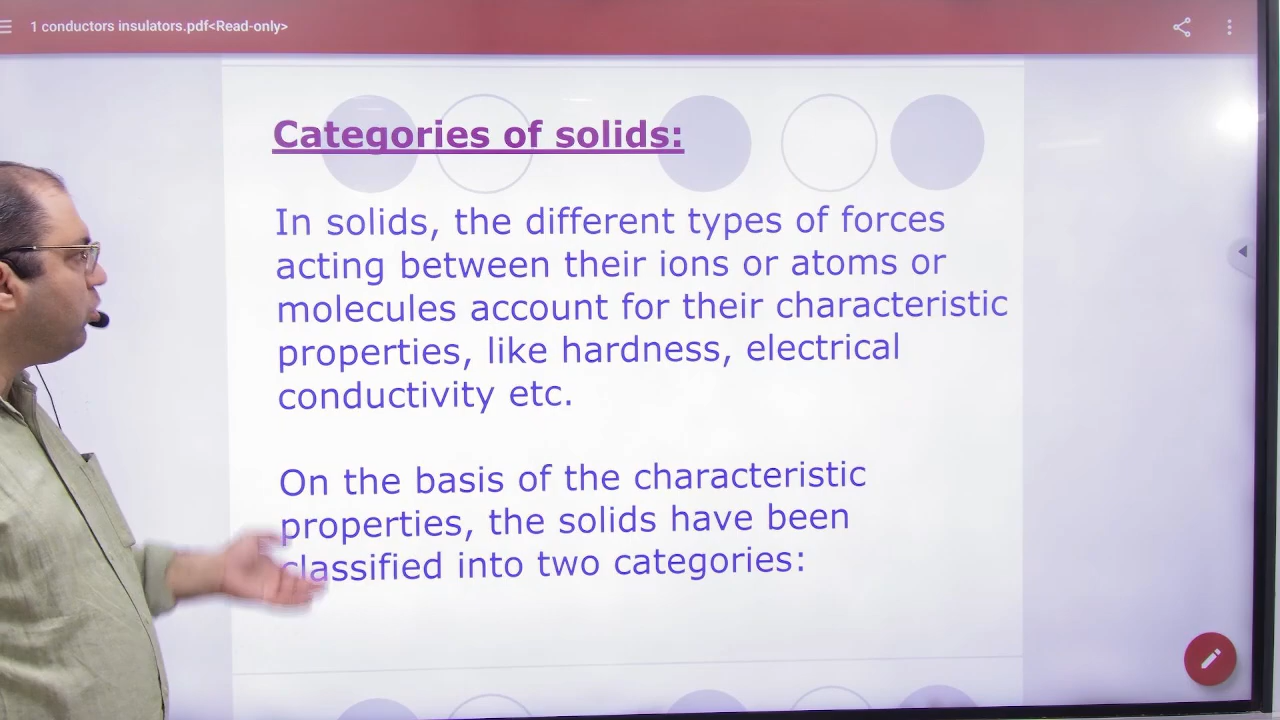 1 conductors insulators.pdf<Read-only>
Categories of solids:
In solids, the different types of forces
acting between their ions or atoms or
molecules account for their characteristic
properties, like hardness, electrical
conductivity etc.
On the basis of the characteristic
properties, the solids have been
classified into two categories: